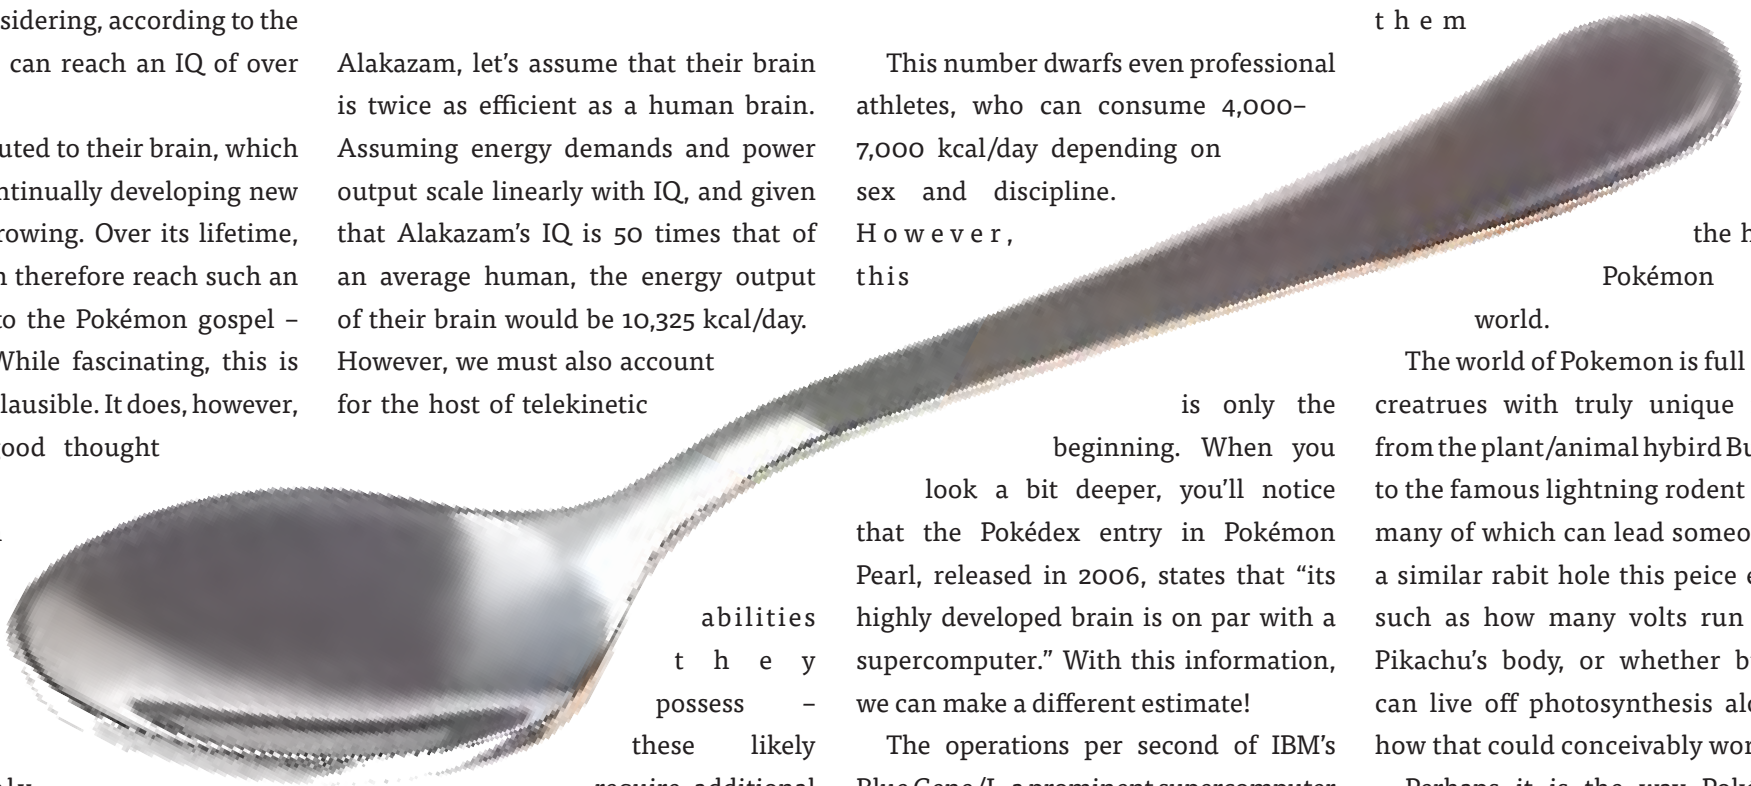 sidering, according to the
can reach an IQ of over
uted to their brain, which
ntinually developing new
rowing. Over its lifetime,
therefore reach such an
to the Pokémon gospel –
While fascinating, this is
lausible. It does, however,
ood thought
Alakazam, let’s assume that their brain
is twice as efficient as a human brain.
Assuming energy demands and power
output scale linearly with IQ, and given
that Alakazam’s IQ is 50 times that of
an average human, the energy output
of their brain would be 10,325 kcal/day.
However, we must also account
for the host of telekinetic
abilities
they
possess –
these likely
require additional
This number dwarfs even professional
athletes, who can consume 4,000–
7,000 kcal/day depending on
sex and discipline.
However,
this
is only the
beginning. When you
look a bit deeper, you’ll notice
that the Pokédex entry in Pokémon
Pearl, released in 2006, states that “its
highly developed brain is on par with a
supercomputer.” With this information,
we can make a different estimate!
The operations per second of IBM’s
Blue Gene/L, a prominent supercomputer
them
the h
Pokémon
world.
The world of Pokemon is full
creatrues with truly unique
from the plant/animal hybird Bu
to the famous lightning rodent
many of which can lead someo
a similar rabit hole this peice e
such as how many volts run
Pikachu’s body, or whether b
can live off photosynthesis alo
how that could conceivably wor
Perhaps it is the way Poké